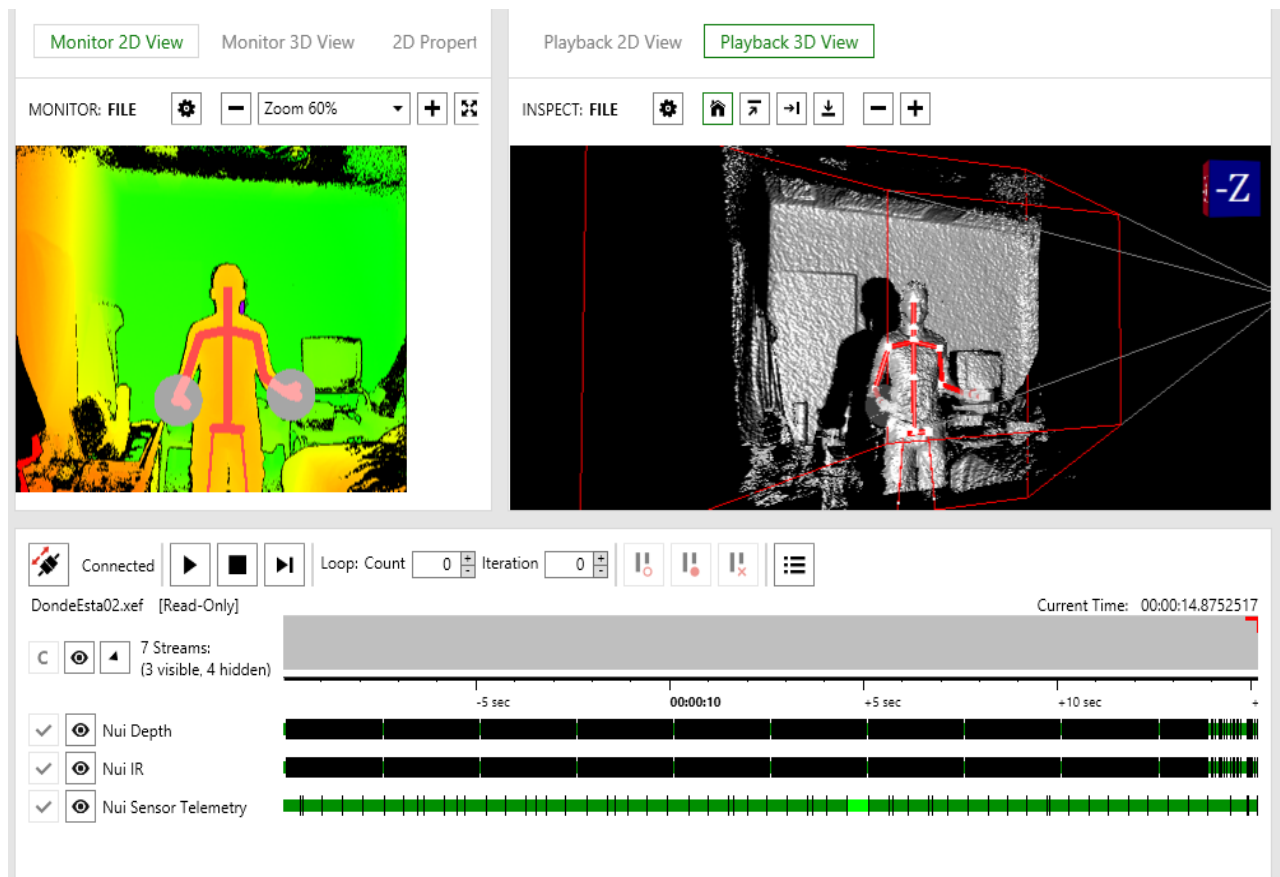 Monitor 2D View Monitor 3D View 2D Propert
Playback 2D View Playback 3D View
MONITOR: FILE Zoom 60%
INSPECT: FILE
-Z
Connected Loop: Count 0 Iteration 0
DondeEsta02.xef [Read-Only] Current Time: 00:00:14.8752517
C 7 Streams:
(3 visible, 4 hidden)
-5 sec 00:00:10 +5 sec +10 sec +
Nui Depth
Nui IR
Nui Sensor Telemetry